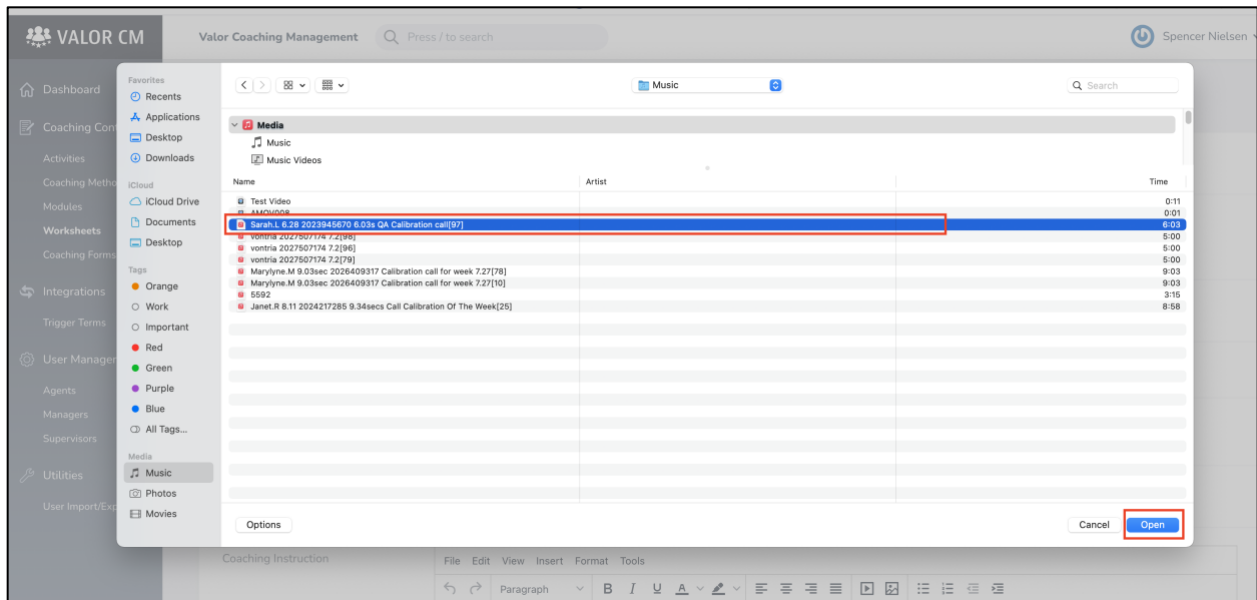 VALOR CM
Valor Coaching Management
Press / to search
Spencer Nielsen
Dashboard
Coaching Con
Activities
Coaching Metho
Modules
Worksheets
Coaching Forms
Integrations
Trigger Terms
User Manager
Agents
Managers
Supervisors
Utilities
User Import/Exp
Favorites
Recents
Applications
Desktop
Downloads
iCloud
iCloud Drive
Documents
Desktop
Tags
Orange
Work
Important
Red
Green
Purple
Blue
All Tags...
Media
Music
Photos
Movies
Music
Search
Media
Music
Music Videos
Name Artist Time
Test Video 0:11
AMOV008 0:01
Sarah.L 6.28 2023945670 6.03s QA Calibration call[97] 6:03
vontria 2027507174 7.2[98] 5:00
vontria 2027507174 7.2[96] 5:00
vontria 2027507174 7.2[79] 5:00
Marylyne.M 9.03sec 2026409317 Calibration call for week 7.27[78] 9:03
Marylyne.M 9.03sec 2026409317 Calibration call for week 7.27[10] 9:03
5592 3:15
Janet.R 8.11 2024217285 9.34secs Call Calibration Of The Week[25] 8:58
Options
Cancel
Open
Coaching Instruction
File Edit View Insert Format Tools
Paragraph B I U A